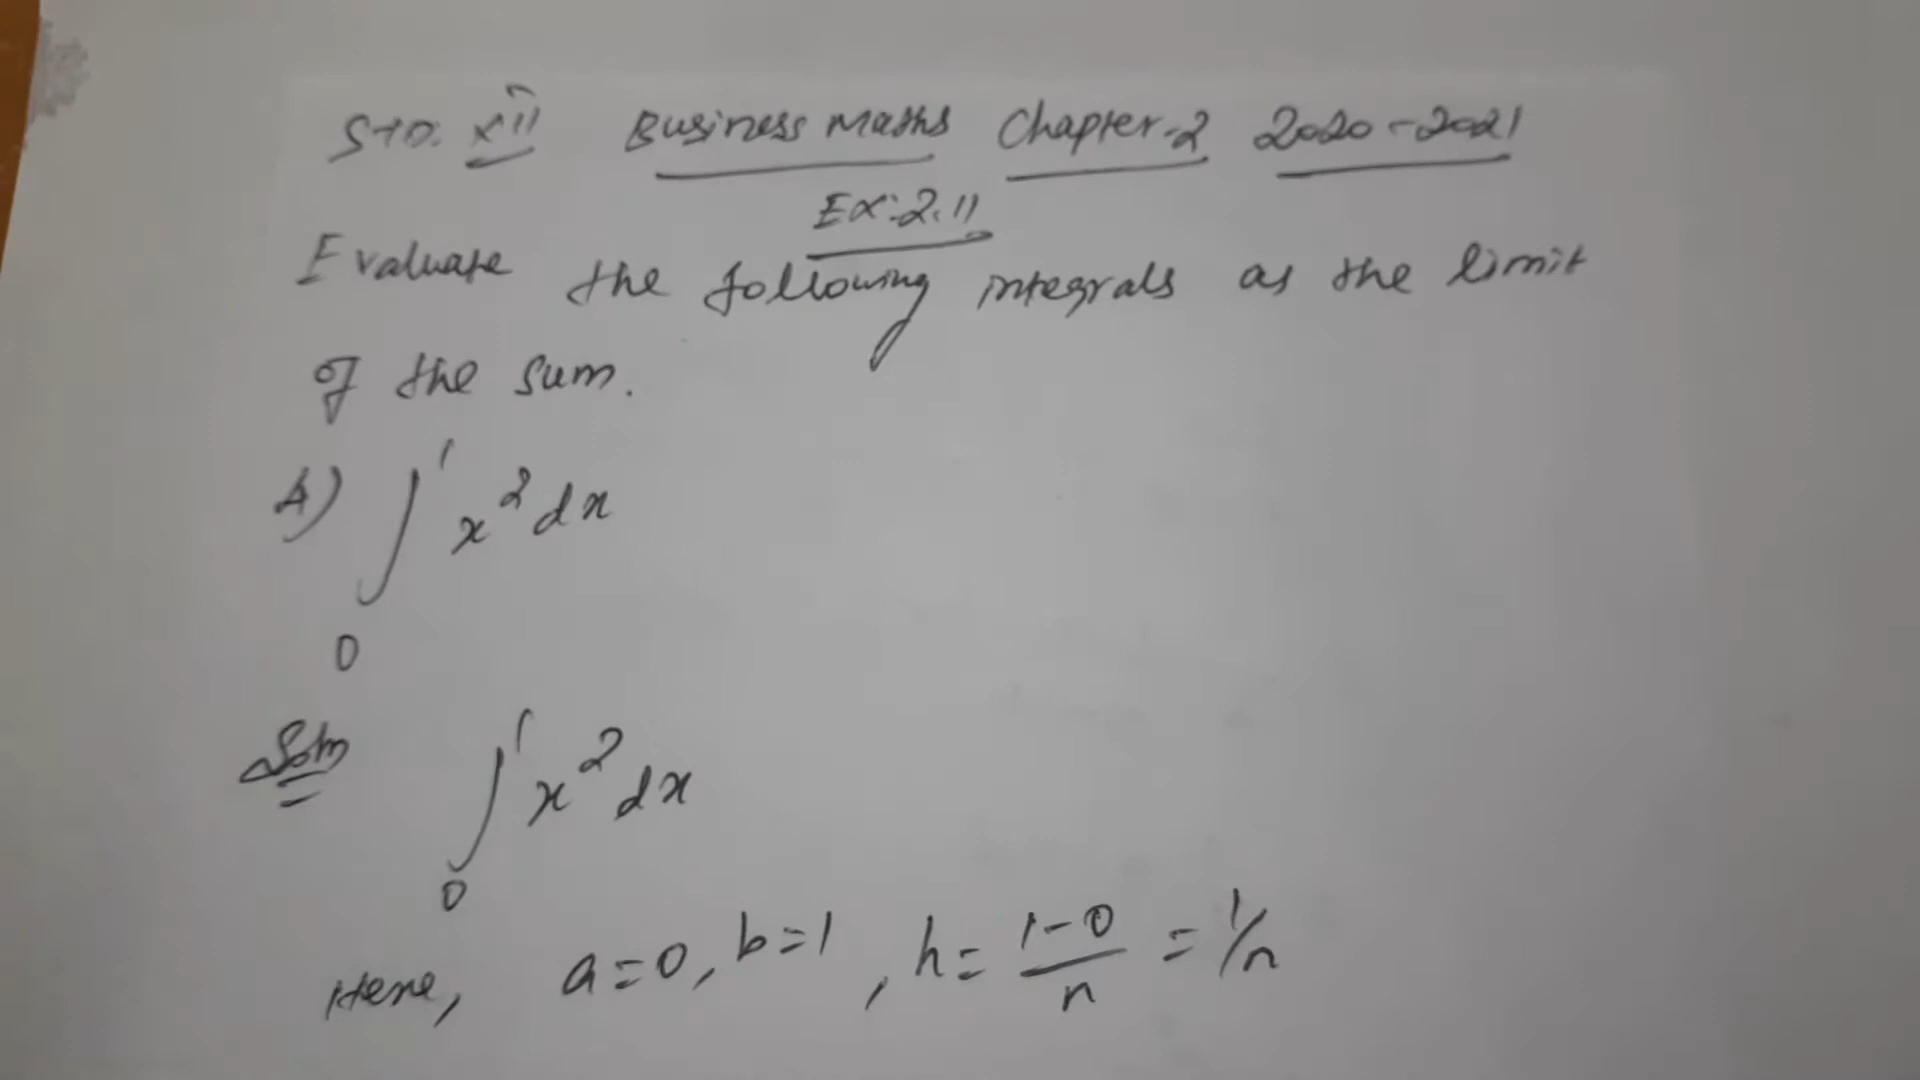 STD. XII Business Maths Chapter-2 2020-2021
EX:2.11
Evaluate the following integrals as the limit
of the sum.
4) ∫₀¹ x² dx
Soln ∫₀¹ x² dx
Here, a=0, b=1, h= (1-0)/n = 1/n